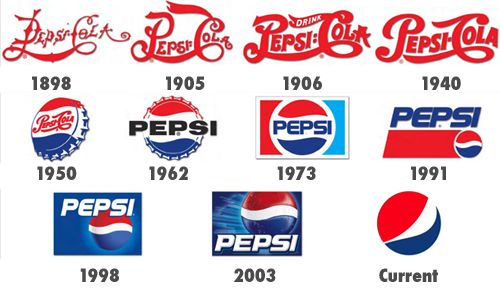 PEPSI-COLA
PEPSI-COLA
DRINK
PEPSI:COLA
PEPSI-COLA
1898
1905
1906
1940
PEPSI-COLA
PEPSI
PEPSI
PEPSI
1950
1962
1973
1991
PEPSI
PEPSI
1998
2003
Current